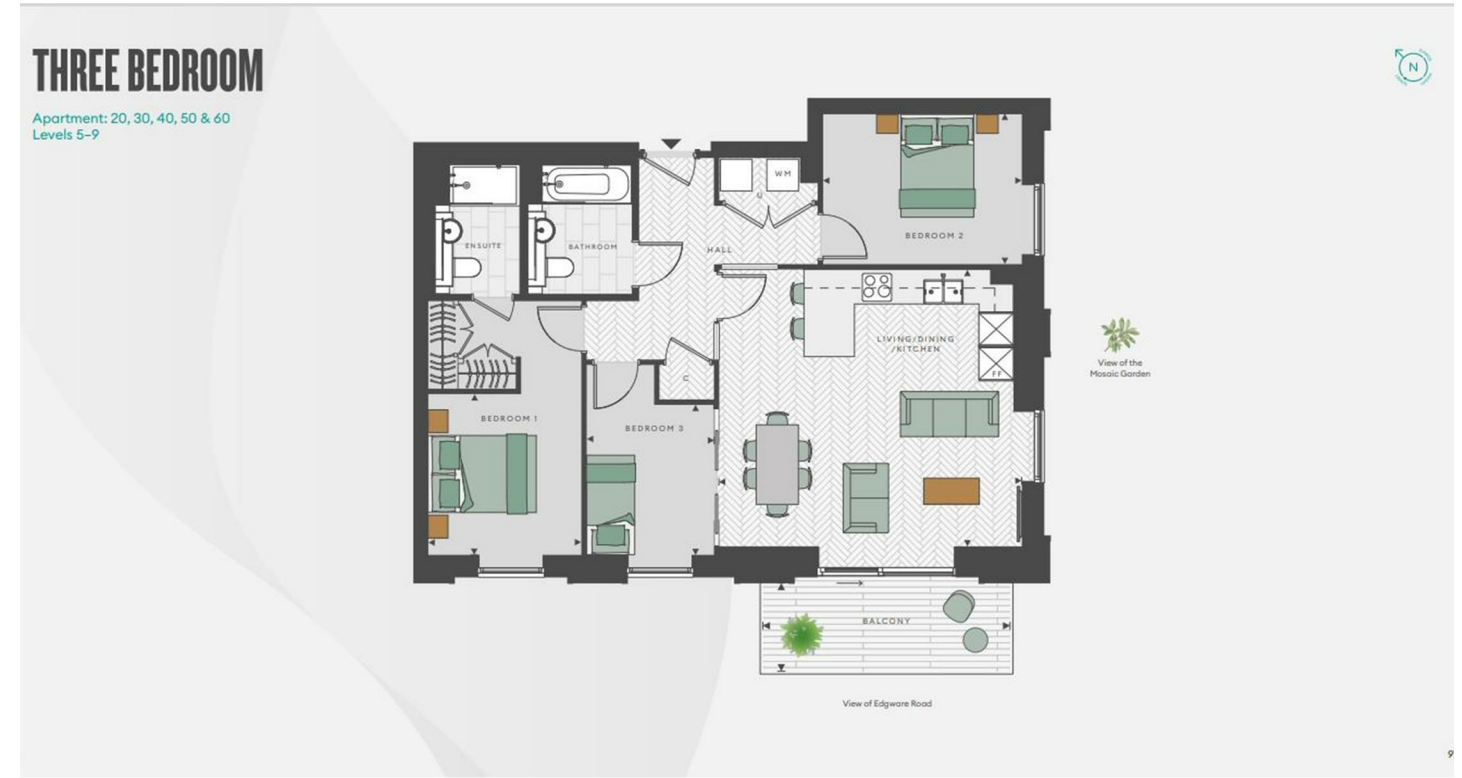 THREE BEDROOM
Apartment: 20, 30, 40, 50 & 60
Levels 5–9
N
WM
U
BEDROOM 2
ENSUITE
BATHROOM
HALL
LIVING/DINING
/KITCHEN
FF
View of the
Mosaic Garden
C
BEDROOM 1
BEDROOM 3
BALCONY
View of Edgware Road
9